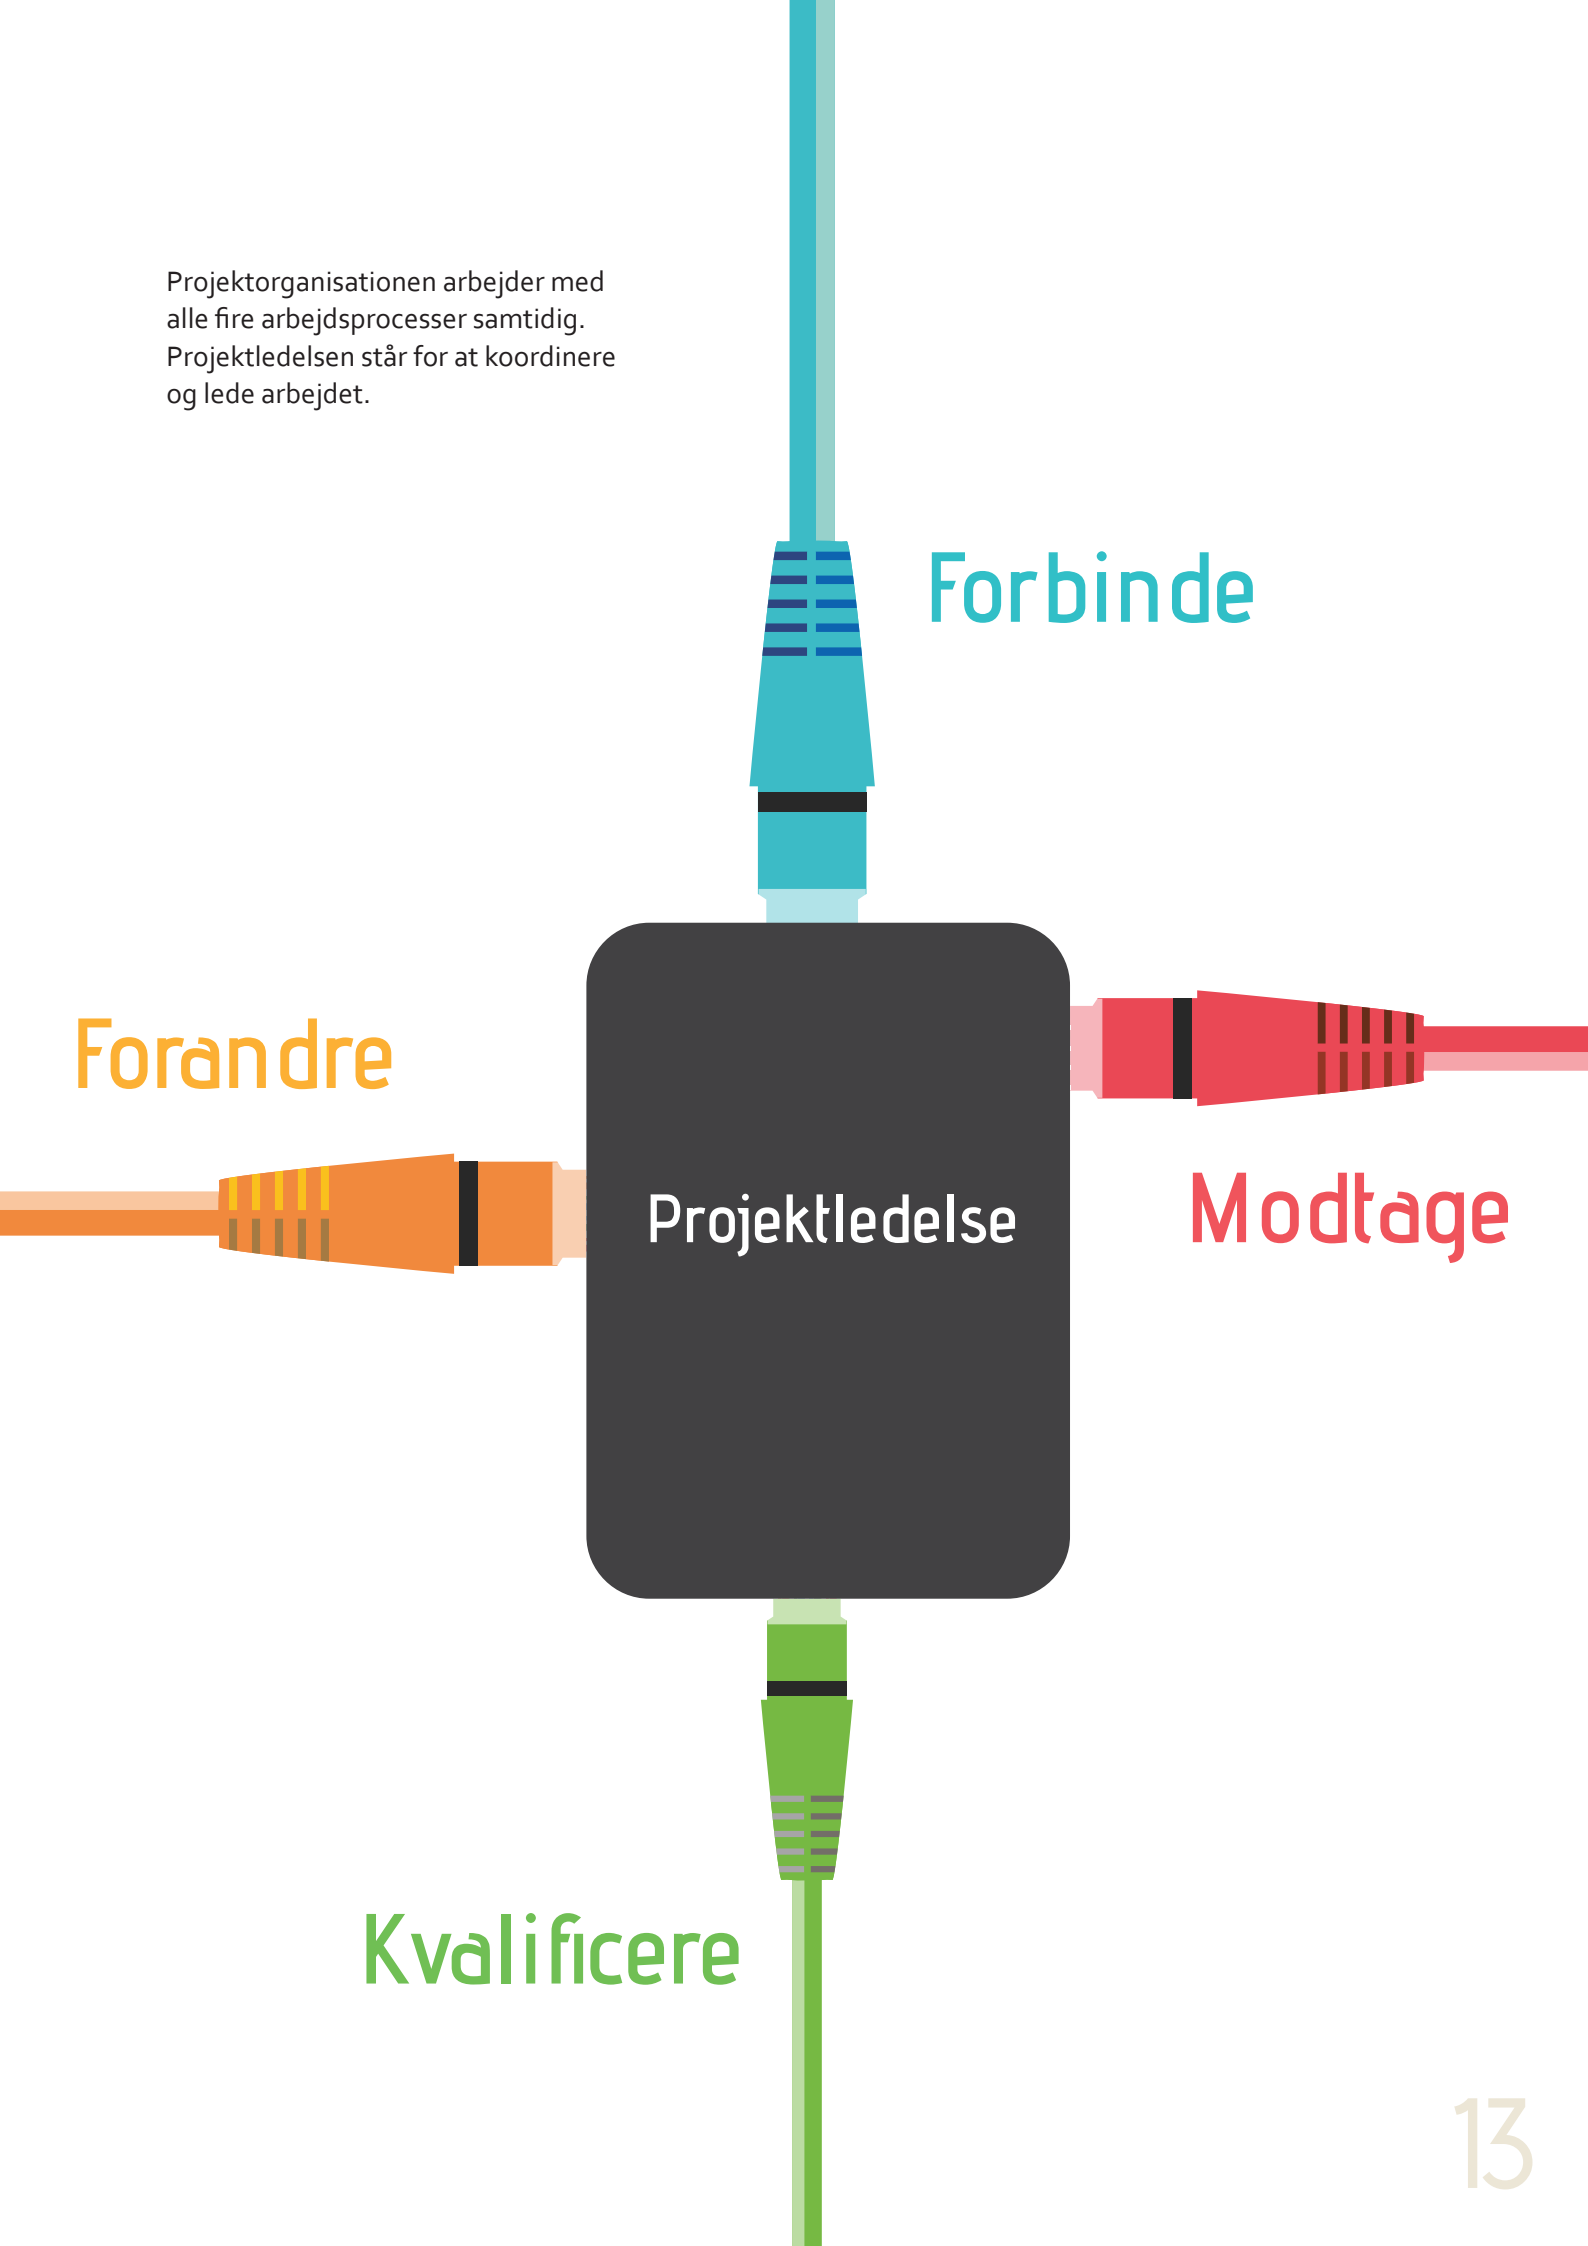 Projektorganisationen arbejder med
alle fire arbejdsprocesser samtidig.
Projektledelsen står for at koordinere
og lede arbejdet.
Forbinde
Forandre
Projektledelse
Modtage
Kvalificere
13